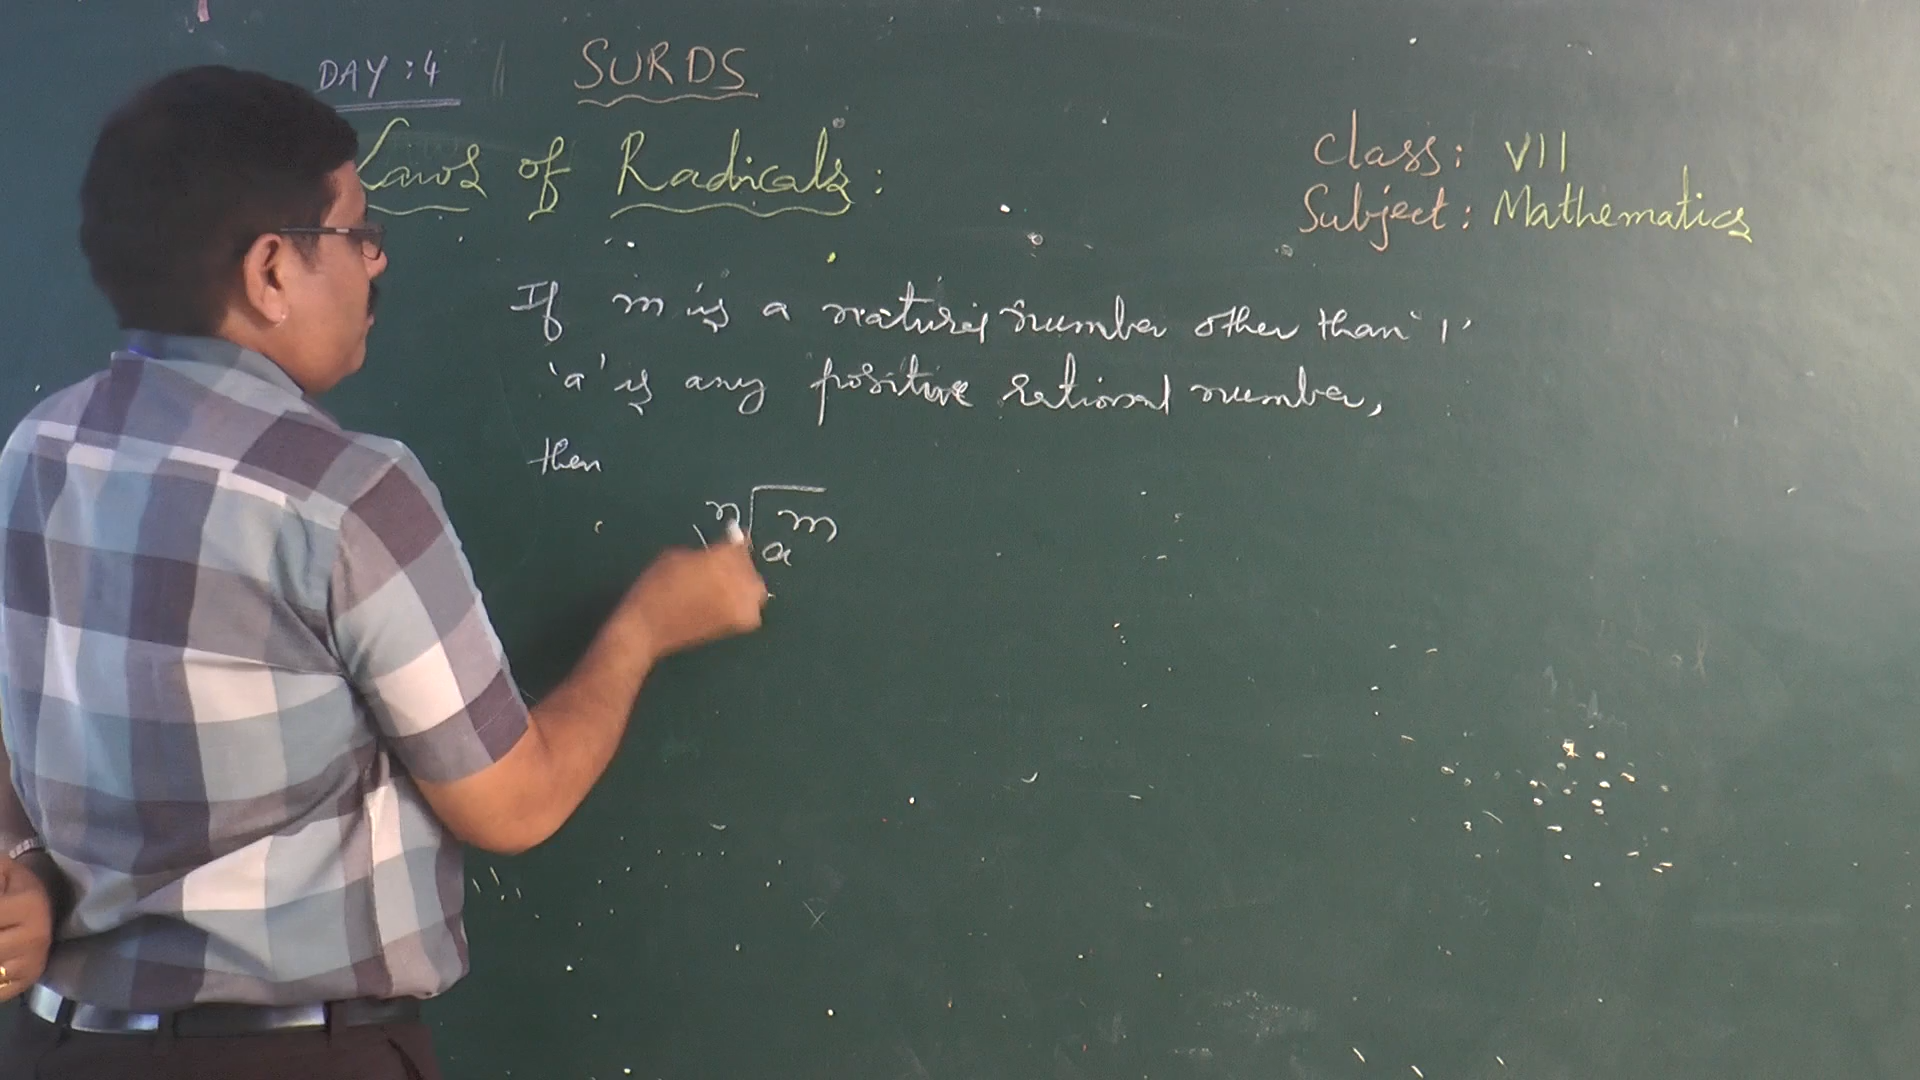 DAY : 4
SURDS
Laws of Radicals :
Class : VII
Subject : Mathematics
If m is a natural number other than '1'
'a' is any positive rational number,
then
ⁿ√aᵐ